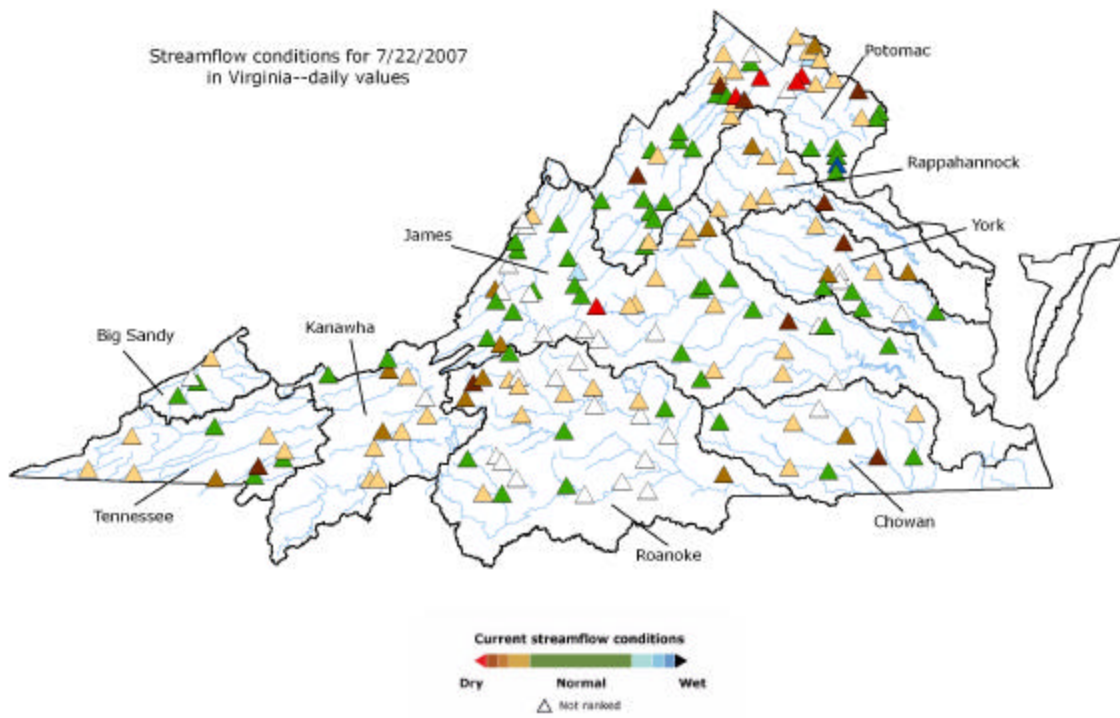 Streamflow conditions for 7/22/2007
in Virginia--daily values
Potomac
Rappahannock
York
James
Kanawha
Big Sandy
Tennessee
Chowan
Roanoke
Current streamflow conditions
Dry Normal Wet
Not ranked